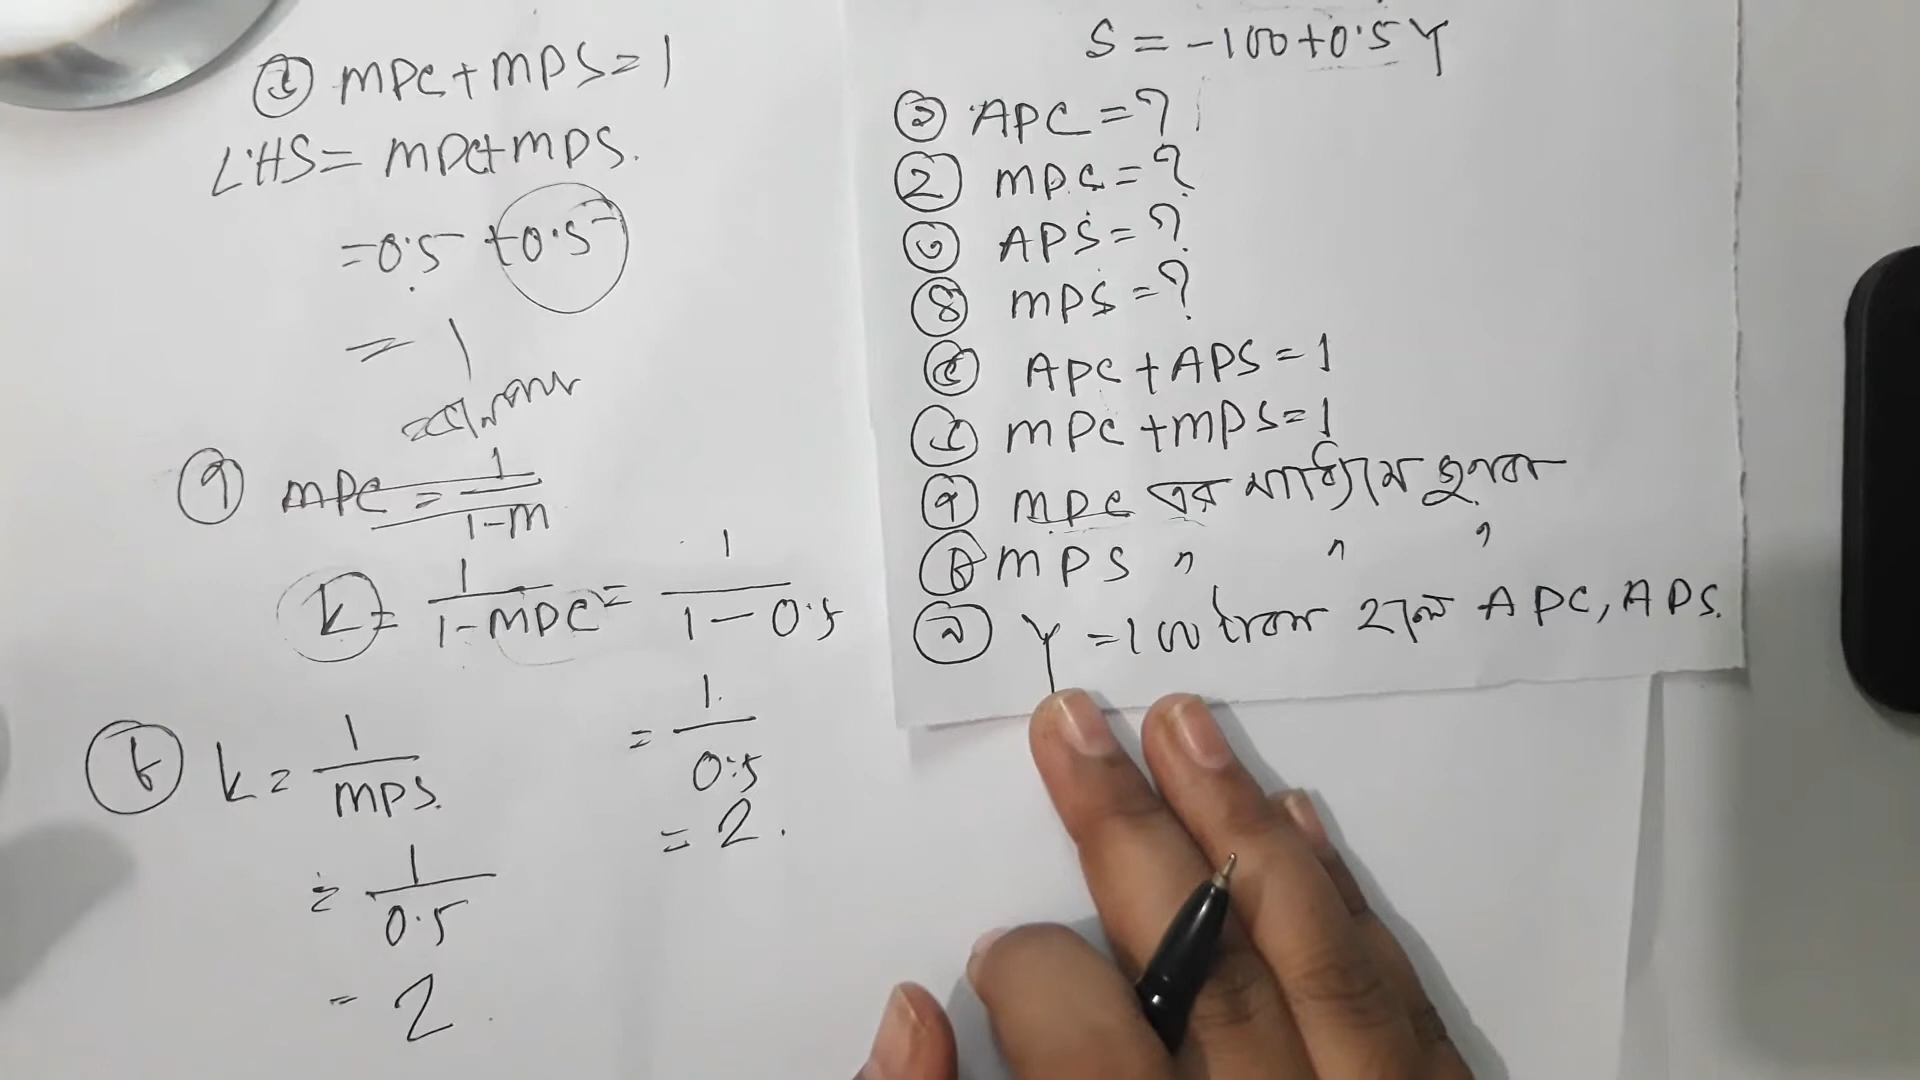 ৬ MPC + MPS = 1
L.H.S = MPC + MPS.
= 0.5 + 0.5
= 1
৭ MPC = 1/1-M
k = 1/1-MPC = 1/1-0.5
= 1/0.5
= 2.
৮ k = 1/MPS.
= 1/0.5
= 2
S = -100 + 0.5Y
১ APC = ?
2 MPC = ?
৩ APS = ?
৪ MPS = ?
৫ APC + APS = 1
৬ MPC + MPS = 1
৭ MPC এর মাধ্যমে গুণক
৮ MPS " " "
৯ Y = 100 টাকা হলে APC, APS.